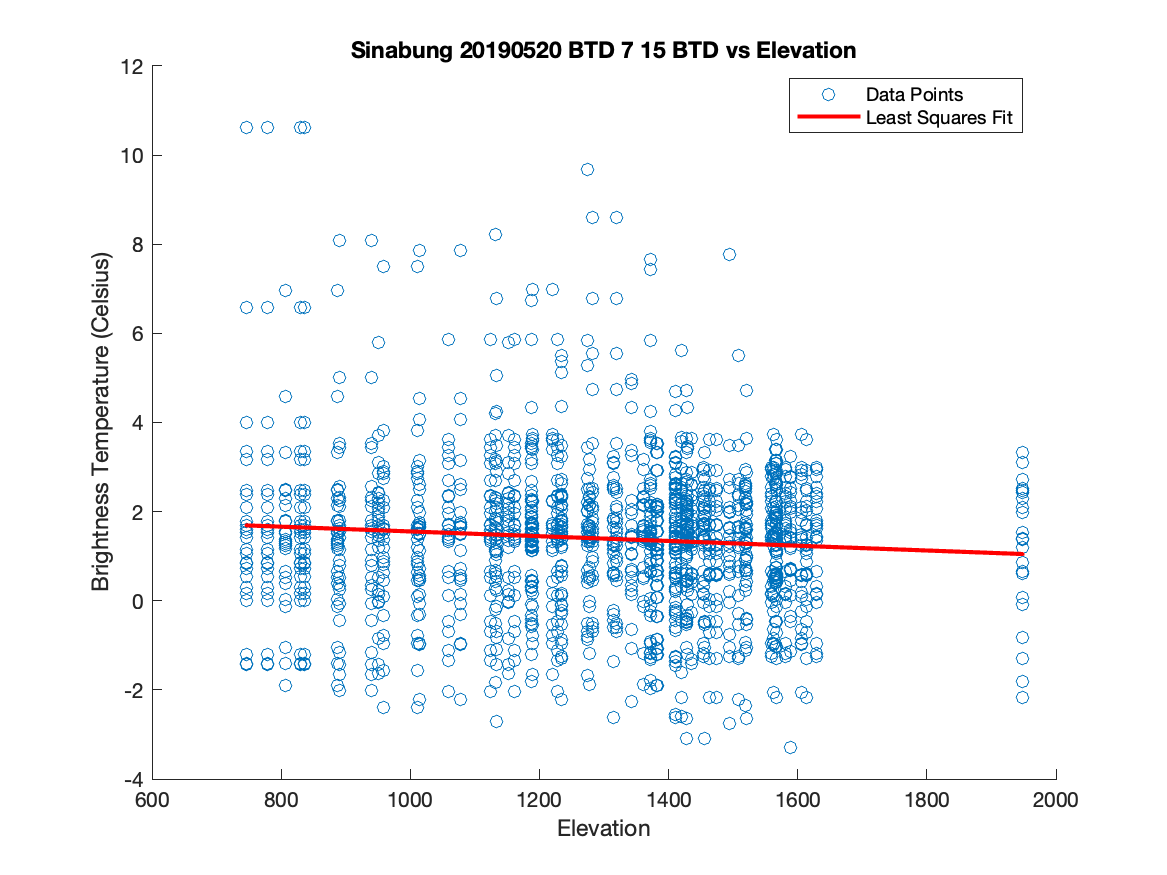 Sinabung 20190520 BTD 7 15 BTD vs Elevation
Data Points
Least Squares Fit
Brightness Temperature (Celsius)
12
10
8
6
4
2
0
-2
-4
600 800 1000 1200 1400 1600 1800 2000
Elevation